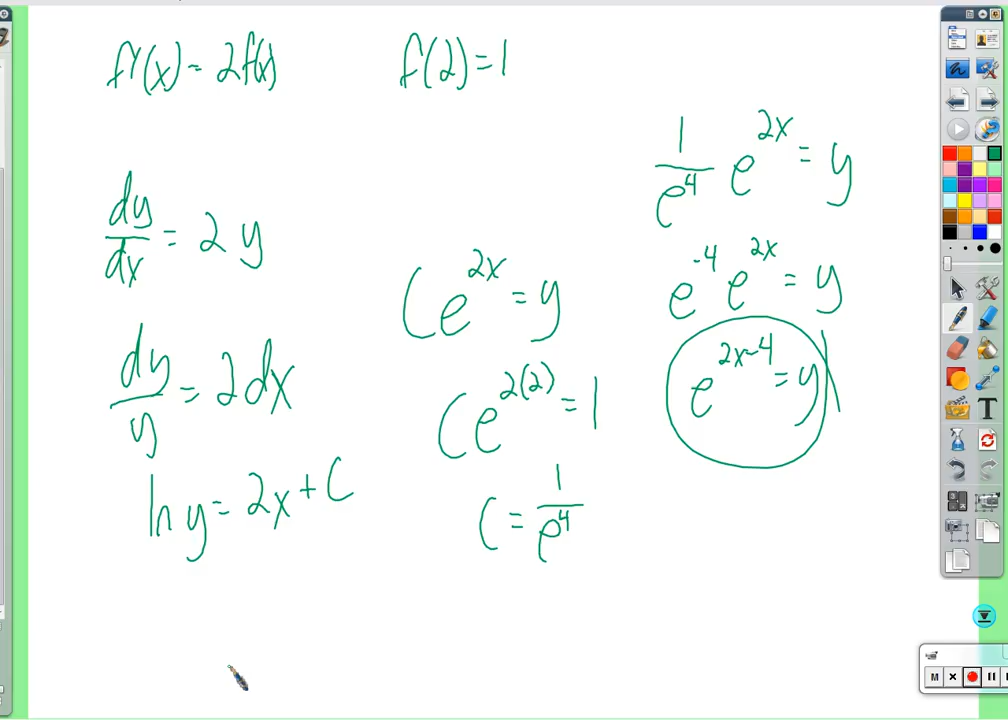 f'(x) = 2f(x)
f(2) = 1
dy/dx = 2y
dy/y = 2dx
ln y = 2x + C
Ce^{2x} = y
Ce^{2(2)} = 1
C = 1/e^4
1/e^4 e^{2x} = y
e^{-4} e^{2x} = y
e^{2x-4} = y
T
M